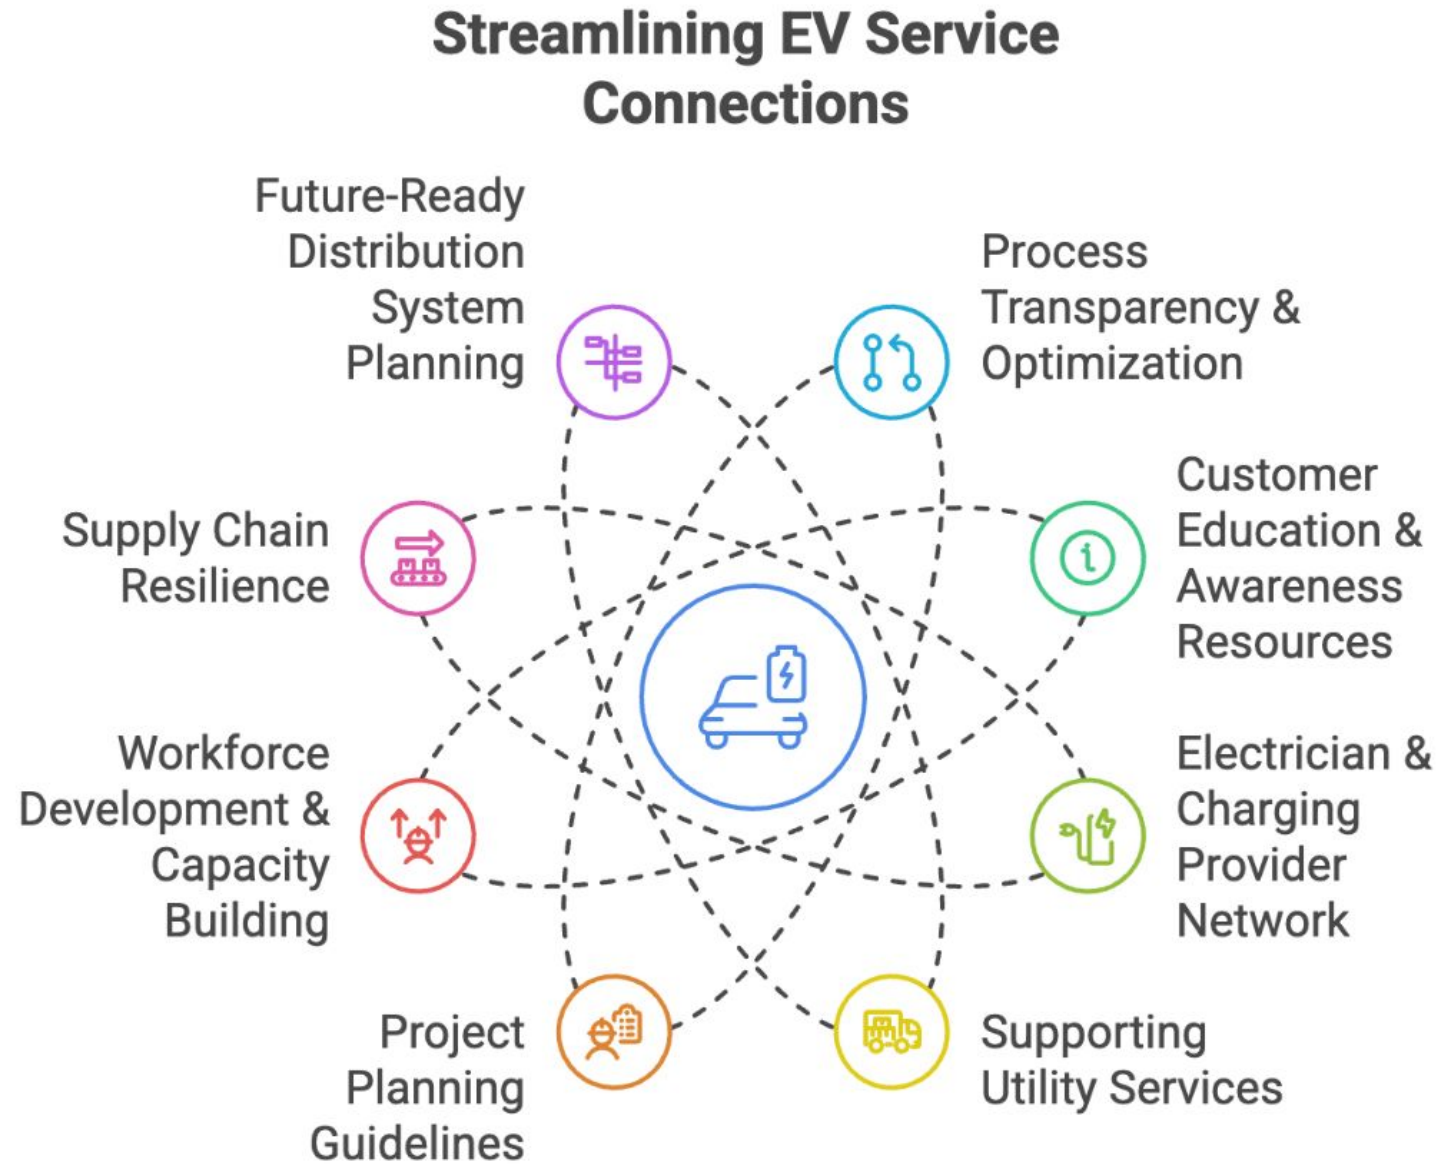 Streamlining EV Service
Connections
Future-Ready
Distribution
System
Planning
Process
Transparency &
Optimization
Supply Chain
Resilience
Customer
Education &
Awareness
Resources
Workforce
Development &
Capacity
Building
Electrician &
Charging
Provider
Network
Project
Planning
Guidelines
Supporting
Utility Services